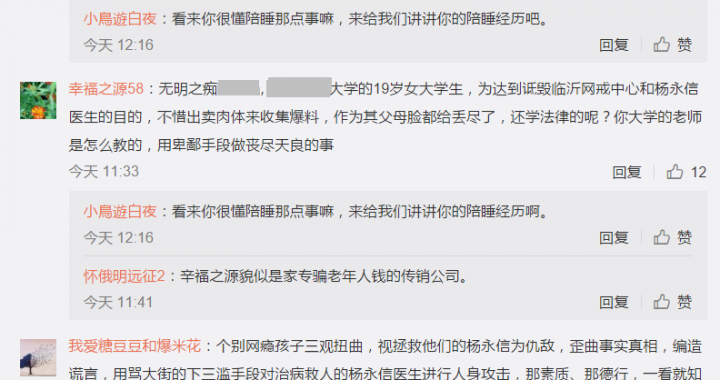 小鳥遊白夜：看来你很懂陪睡那点事嘛，来给我们讲讲你的陪睡经历吧。
今天 12:16 回复 赞
幸福之源58：无明之痴 , 大学的19岁女大学生，为达到诋毁临沂网戒中心和杨永信
医生的目的，不惜出卖肉体来收集爆料，作为其父母脸都给丢尽了，还学法律的呢？你大学的老师
是怎么教的，用卑鄙手段做丧尽天良的事
今天 11:33
回复 12
小鳥遊白夜：看来你很懂陪睡那点事嘛，来给我们讲讲你的陪睡经历啊。
今天 12:16 回复 赞
怀俄明远征2：辛福之源貌似是家专骗老年人钱的传销公司。
今天 11:41 回复 赞
我爱糖豆豆和爆米花：个别网瘾孩子三观扭曲，视拯救他们的杨永信为仇敌，歪曲事实真相，编造
谎言，用骂大街的下三滥手段对治病救人的杨永信医生进行人身攻击，那素质、那德行，一看就知